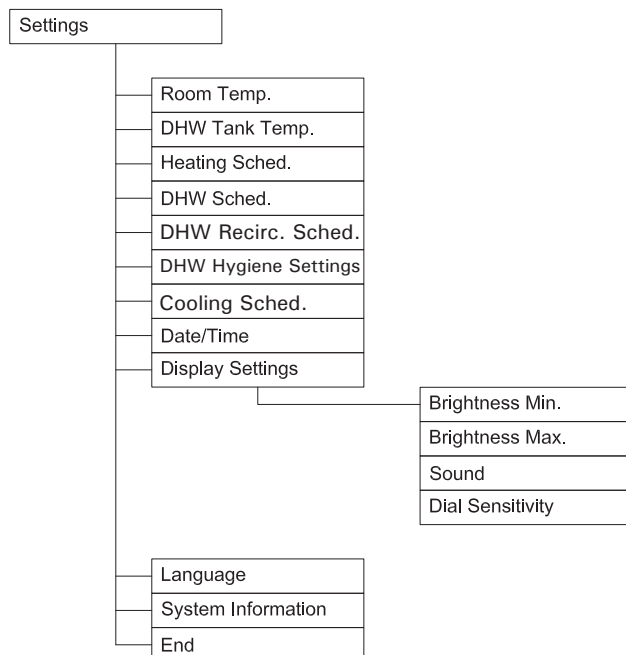 Settings
Room Temp.
DHW Tank Temp.
Heating Sched.
DHW Sched.
DHW Recirc. Sched.
DHW Hygiene Settings
Cooling Sched.
Date/Time
Display Settings
Brightness Min.
Brightness Max.
Sound
Dial Sensitivity
Language
System Information
End